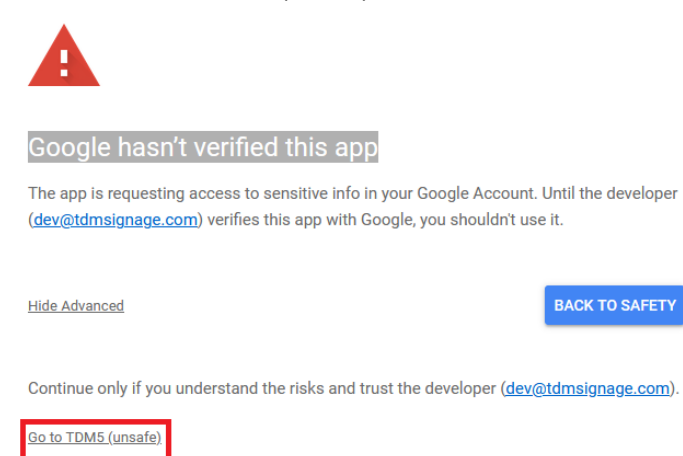 Google hasn't verified this app
The app is requesting access to sensitive info in your Google Account. Until the developer
(dev@tdmsignage.com) verifies this app with Google, you shouldn't use it.
Hide Advanced
BACK TO SAFETY
Continue only if you understand the risks and trust the developer (dev@tdmsignage.com).
Go to TDM5 (unsafe)